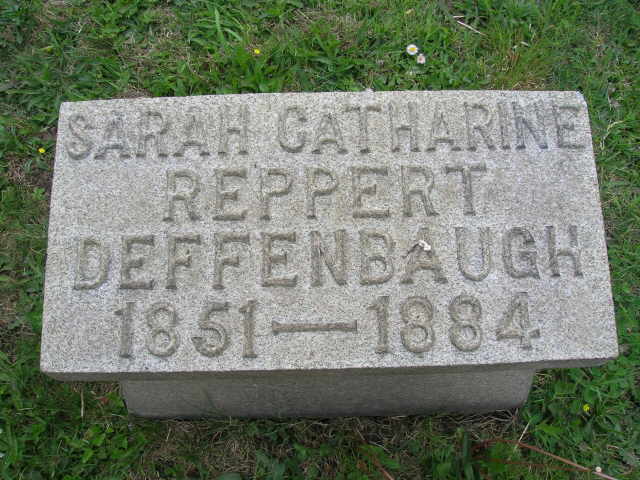 SARAH CATHARINE
REPPERT
DEFFENBAUGH
1851—1884